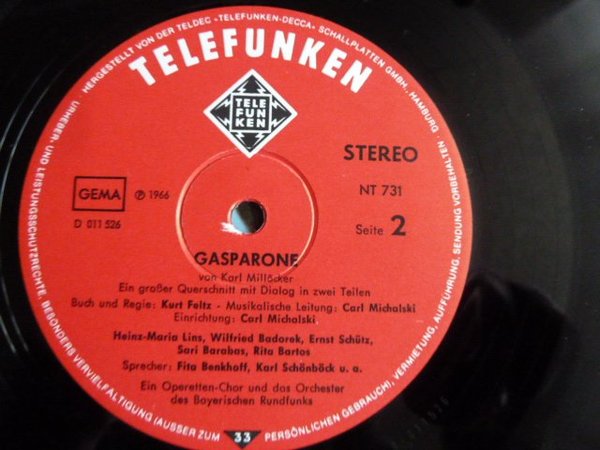 HERGESTELLT VON DER TELDEC »TELEFUNKEN-DECCA« SCHALLPLATTEN GMBH., HAMBURG · URHEBER- UND LEISTUNGSSCHUTZRECHTE, BESONDERS VERVIELFÄLTIGUNG (AUSSER ZUM PERSÖNLICHEN GEBRAUCH), VERMIETUNG, AUFFÜHRUNG, SENDUNG VORBEHALTEN
TELEFUNKEN
TELE
FUN
KEN
STEREO
GEMA
℗ 1966
NT 731
D 011 526
Seite 2
GASPARONE
von Karl Millöcker
Ein großer Querschnitt mit Dialog in zwei Teilen
Buch und Regie: Kurt Feltz - Musikalische Leitung: Carl Michalski
Einrichtung: Carl Michalski
Heinz-Maria Lins, Wilfried Badorek, Ernst Schütz,
Sari Barabas, Rita Bartos
Sprecher: Fita Benkhoff, Karl Schönböck u. a.
Ein Operetten-Chor und das Orchester
des Bayerischen Rundfunks
33